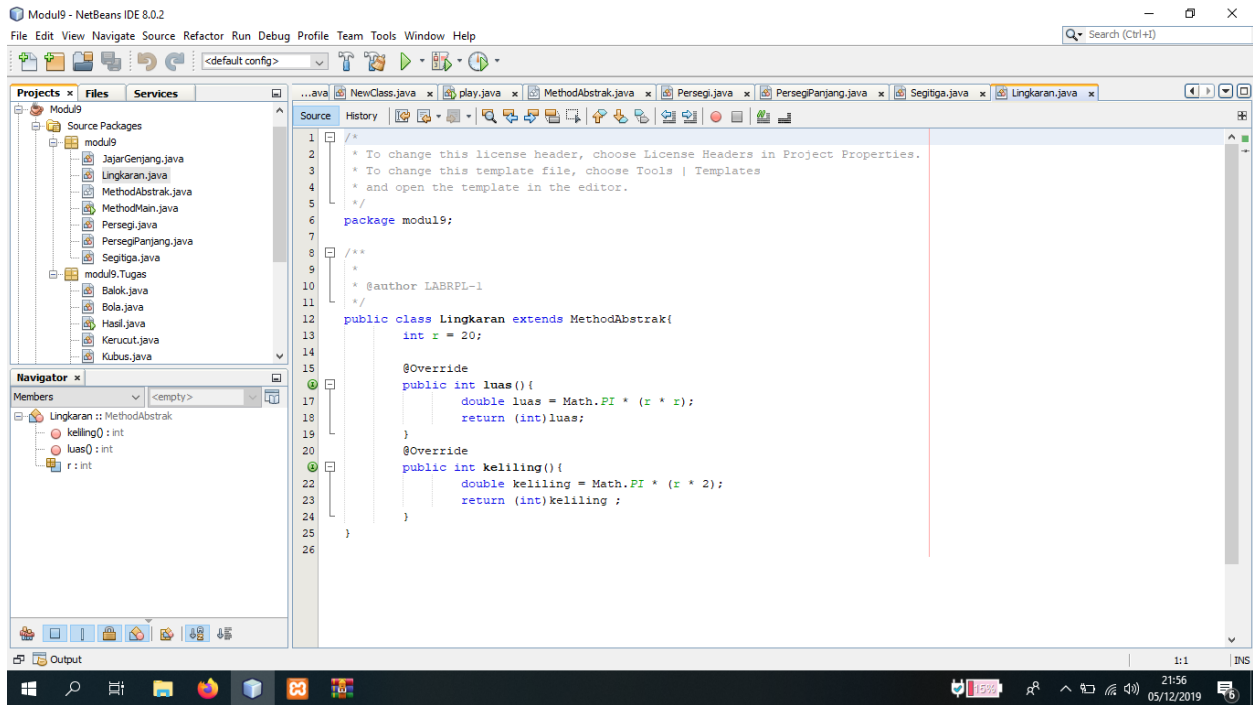 Modul9 - NetBeans IDE 8.0.2
File Edit View Navigate Source Refactor Run Debug Profile Team Tools Window Help
Search (Ctrl+I)
<default config>
Projects Files Services
...ava NewClass.java play.java MethodAbstrak.java Persegi.java PersegiPanjang.java Segitiga.java Lingkaran.java
Modul9
Source Packages
modul9
JajarGenjang.java
Lingkaran.java
MethodAbstrak.java
MethodMain.java
Persegi.java
PersegiPanjang.java
Segitiga.java
modul9.Tugas
Balok.java
Bola.java
Hasil.java
Kerucut.java
Kubus.java
Navigator
Members <empty>
Lingkaran :: MethodAbstrak
keliling() : int
luas() : int
r : int
Source History
1 /*
2 * To change this license header, choose License Headers in Project Properties.
3 * To change this template file, choose Tools | Templates
4 * and open the template in the editor.
5 */
6 package modul9;
7
8 /**
9 *
10 * @author LABRPL-1
11 */
12 public class Lingkaran extends MethodAbstrak{
13 int r = 20;
14
15 @Override
public int luas(){
17 double luas = Math.PI * (r * r);
18 return (int)luas;
19 }
20 @Override
public int keliling(){
22 double keliling = Math.PI * (r * 2);
23 return (int)keliling ;
24 }
25 }
26
Output
1:1 INS
15%
21:56
05/12/2019
6